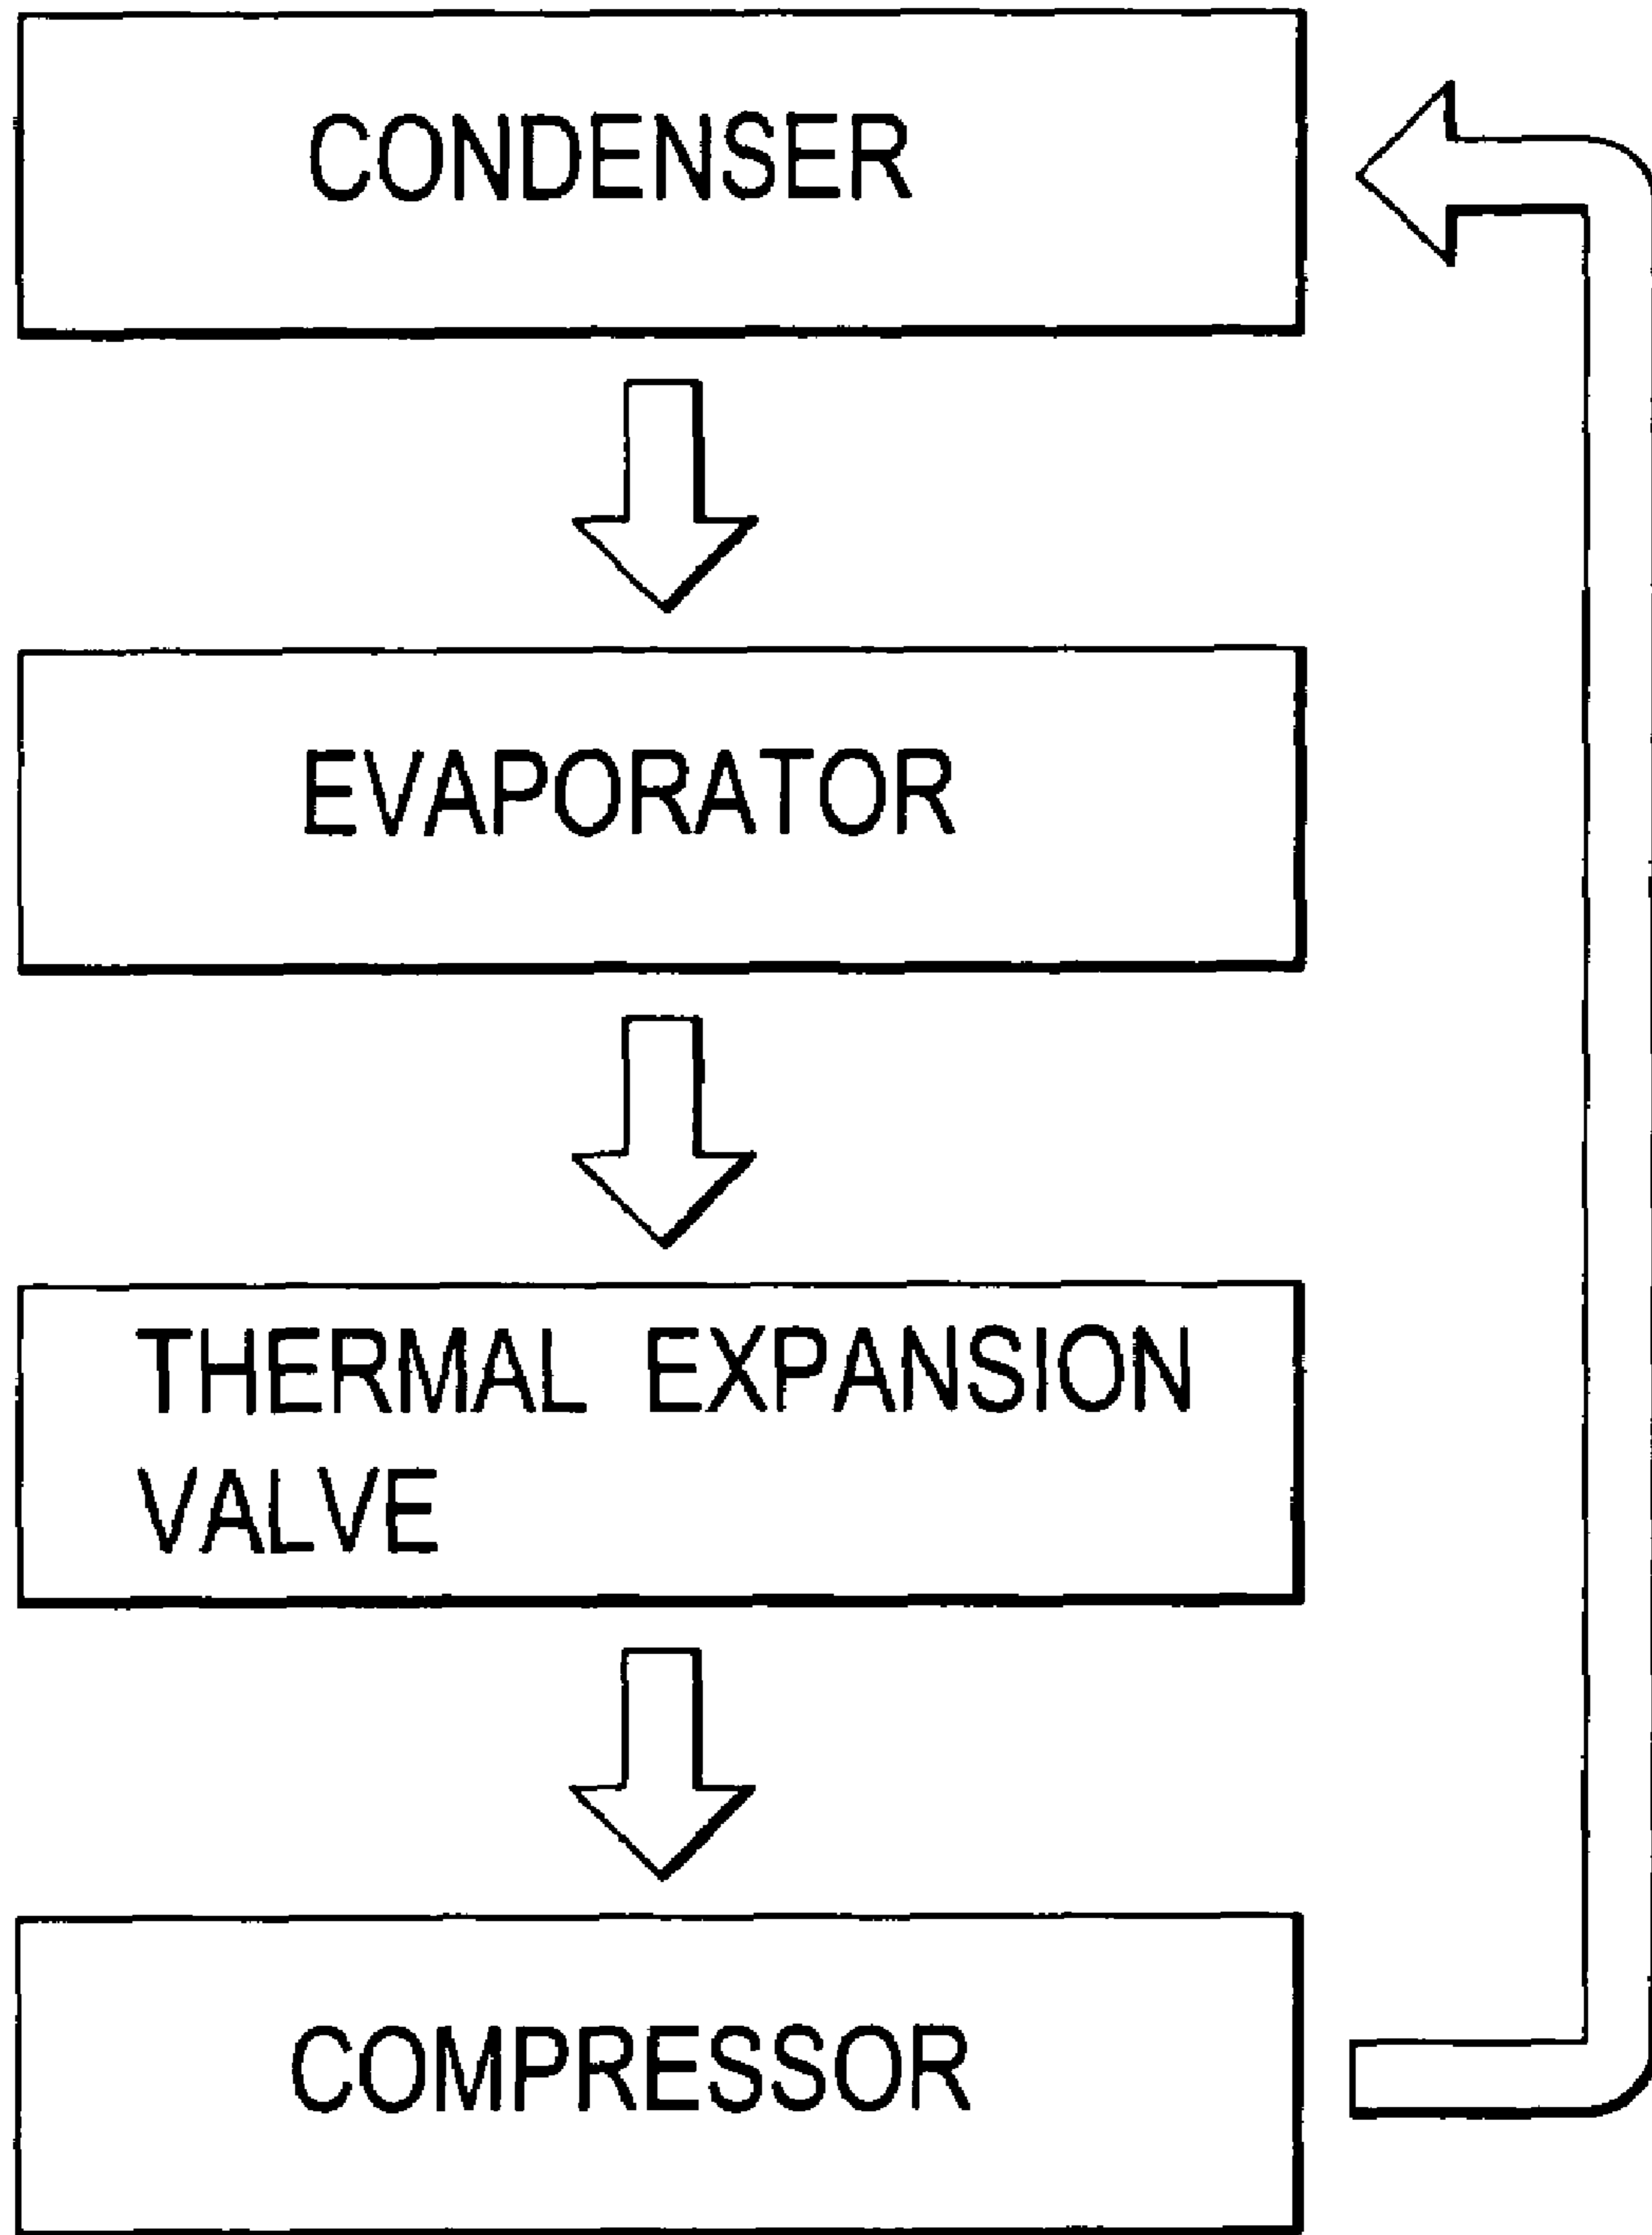 CONDENSER
EVAPORATOR
THERMAL EXPANSION
VALVE
COMPRESSOR